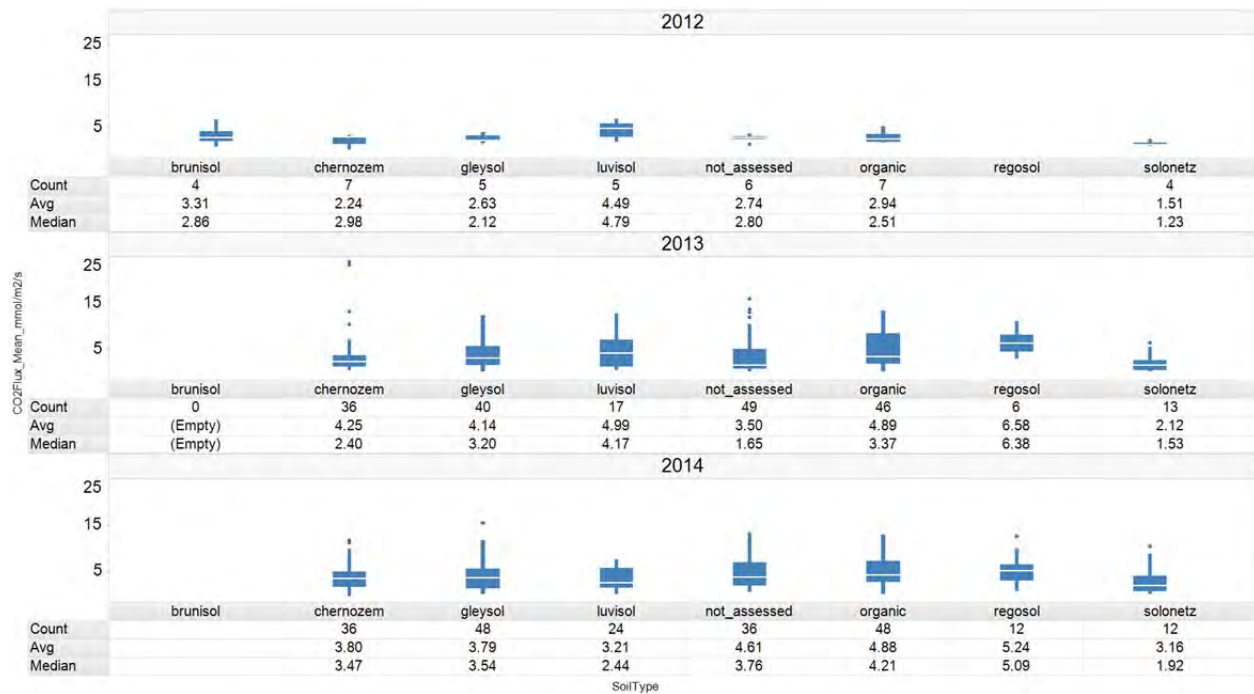 2012
25
15
5
brunisol chernozem gleysol luvisol not_assessed organic regosol solonetz
Count 4 7 5 5 6 7 4
Avg 3.31 2.24 2.63 4.49 2.74 2.94 1.51
Median 2.86 2.98 2.12 4.79 2.80 2.51 1.23
CO2Flux_Mean_mmol/m2/s
2013
25
15
5
brunisol chernozem gleysol luvisol not_assessed organic regosol solonetz
Count 0 36 40 17 49 46 6 13
Avg (Empty) 4.25 4.14 4.99 3.50 4.89 6.58 2.12
Median (Empty) 2.40 3.20 4.17 1.65 3.37 6.38 1.53
2014
25
15
5
brunisol chernozem gleysol luvisol not_assessed organic regosol solonetz
Count 36 48 24 36 48 12 12
Avg 3.80 3.79 3.21 4.61 4.88 5.24 3.16
Median 3.47 3.54 2.44 3.76 4.21 5.09 1.92
SoilType